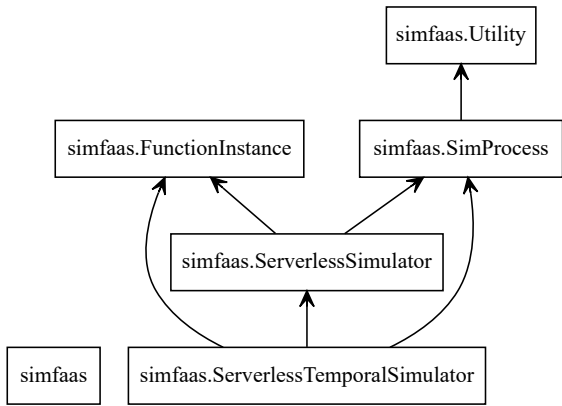 simfaas.Utility
simfaas.FunctionInstance
simfaas.SimProcess
simfaas.ServerlessSimulator
simfaas
simfaas.ServerlessTemporalSimulator